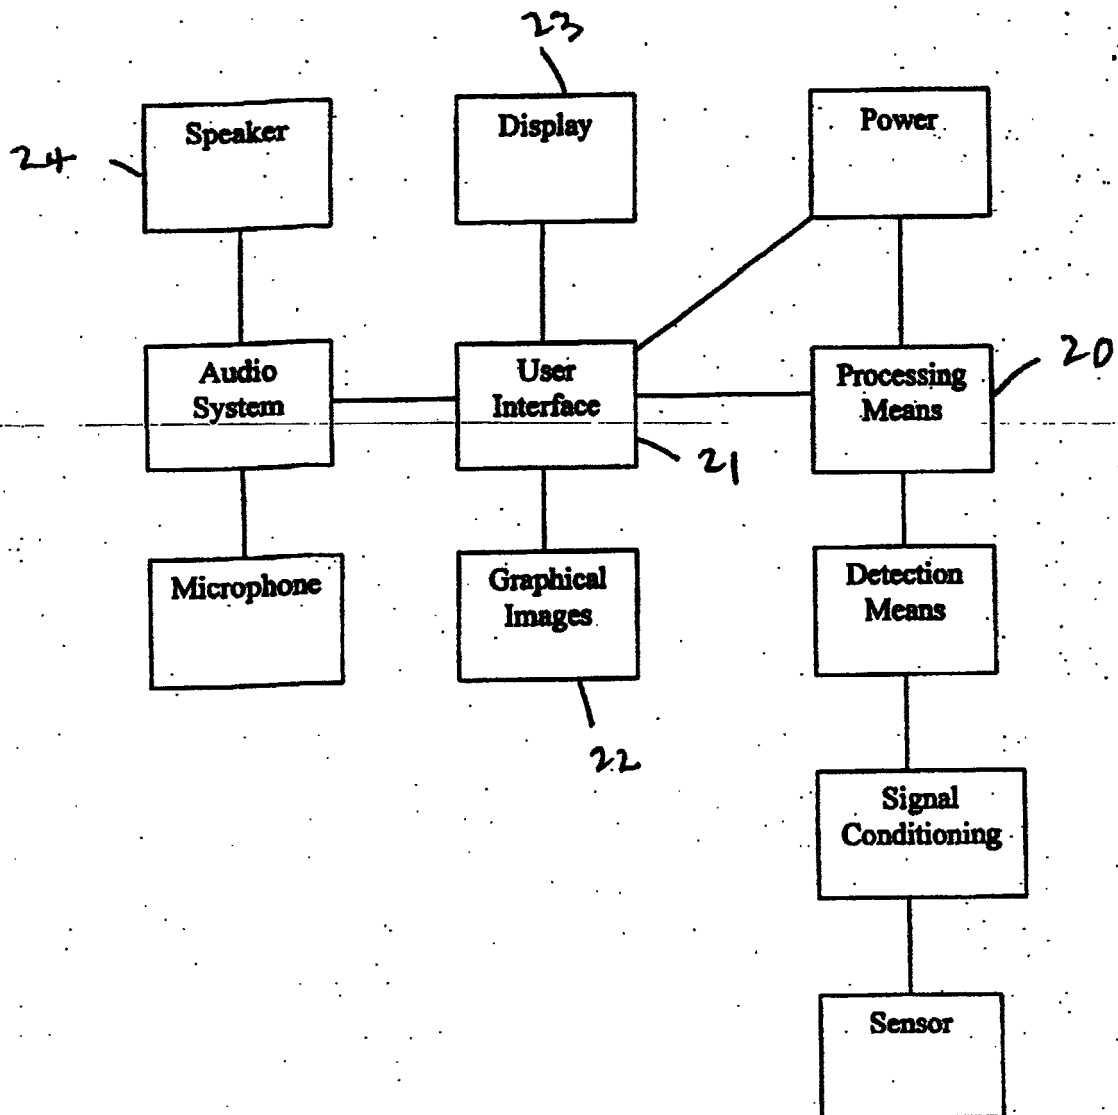 23
Speaker
Display
Power
24
Audio
System
User
Interface
Processing
Means
20
21
Microphone
Graphical
Images
Detection
Means
22
Signal
Conditioning
Sensor